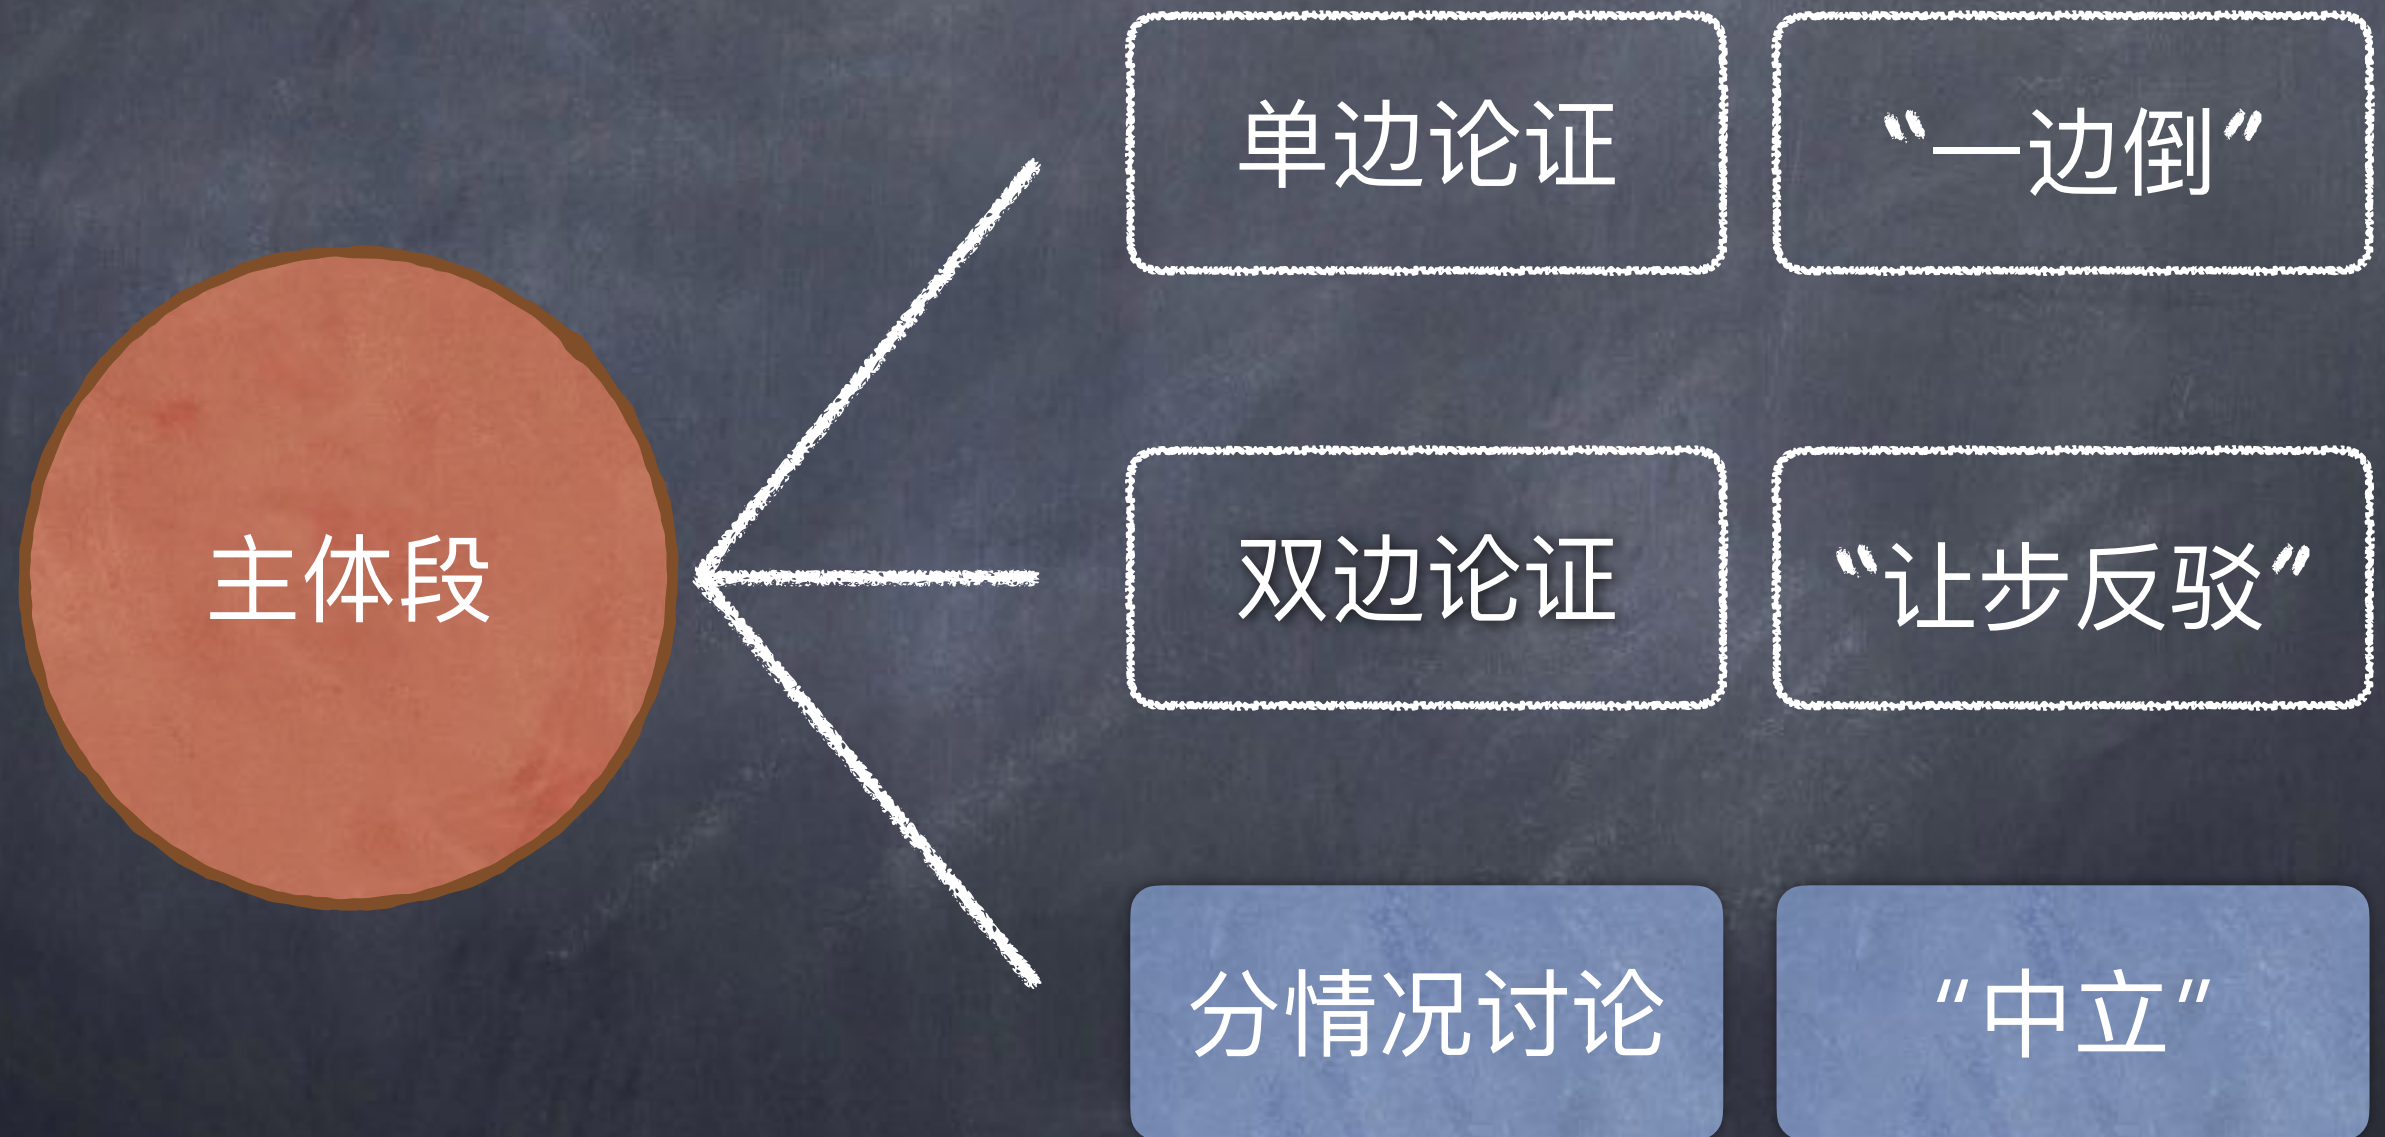 单边论证
“一边倒”
主体段
双边论证
“让步反驳”
分情况讨论
“中立”